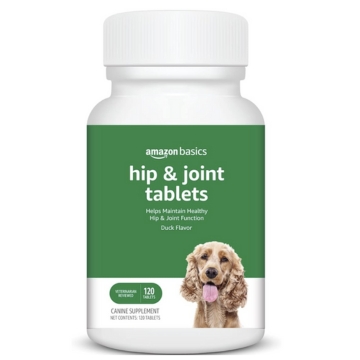 amazon basics
hip & joint
tablets
Helps Maintain Healthy
Hip & Joint Function
Duck Flavor
VETERINARIAN
REVIEWED
120
TABLETS
CANINE SUPPLEMENT
NET CONTENTS: 120 TABLETS